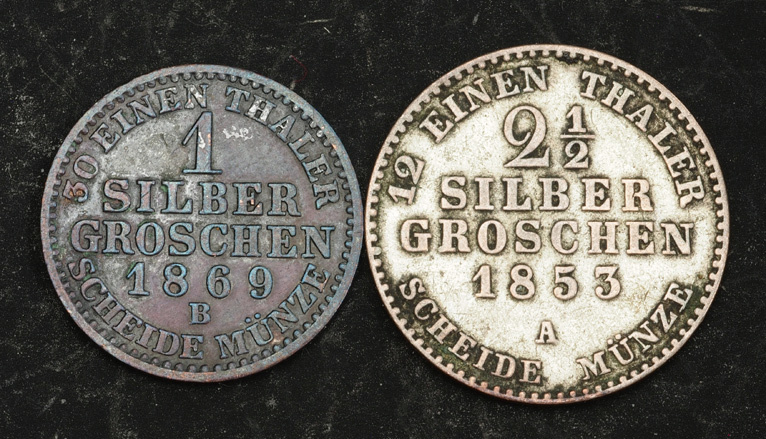 30 EINEN THALER
1
SILBER
GROSCHEN
1869
B
SCHEIDE MÜNZE
12 EINEN THALER
2 1/2
SILBER
GROSCHEN
1853
A
SCHEIDE MÜNZE